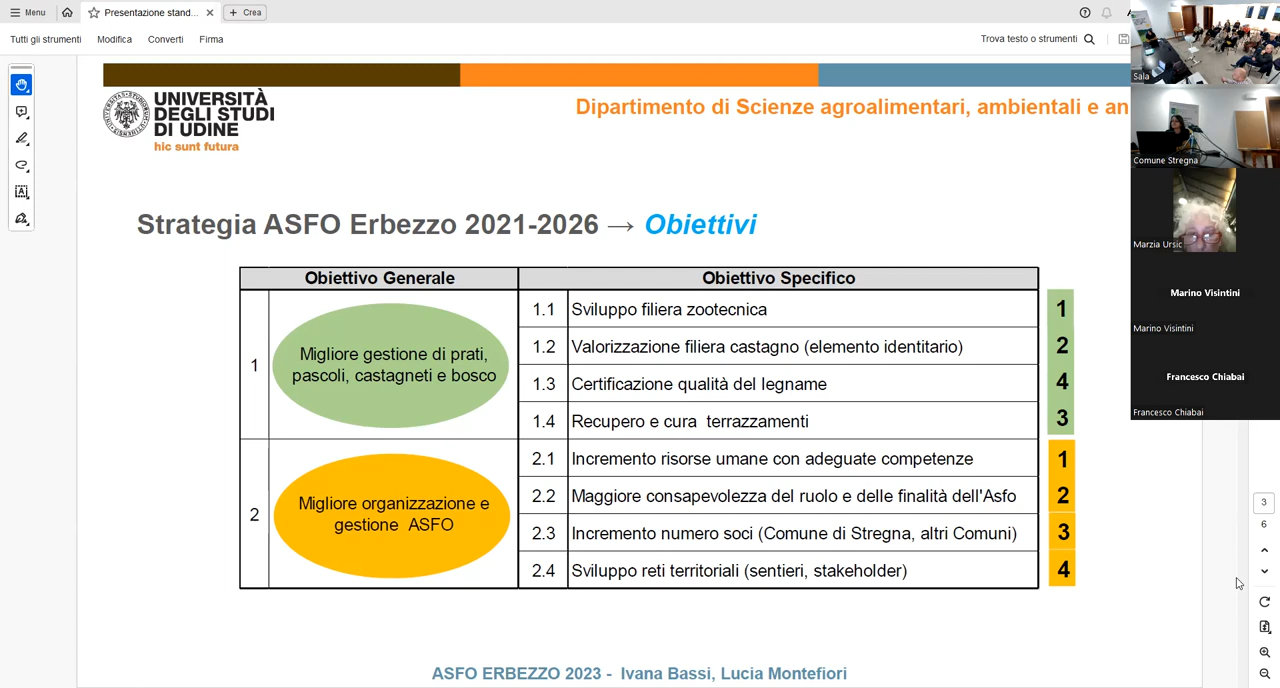 Menu
Presentazione stand...
Crea
Tutti gli strumenti
Modifica
Converti
Firma
Trova testo o strumenti
UNIVERSITÀ
DEGLI STUDI
DI UDINE
hic sunt futura
Dipartimento di Scienze agroalimentari, ambientali e an
Strategia ASFO Erbezzo 2021-2026 → Obiettivi
Obiettivo Generale
Obiettivo Specifico
1
Migliore gestione di prati,
pascoli, castagneti e bosco
1.1 Sviluppo filiera zootecnica 1
1.2 Valorizzazione filiera castagno (elemento identitario) 2
1.3 Certificazione qualità del legname 4
1.4 Recupero e cura terrazzamenti 3
2
Migliore organizzazione e
gestione ASFO
2.1 Incremento risorse umane con adeguate competenze 1
2.2 Maggiore consapevolezza del ruolo e delle finalità dell'Asfo 2
2.3 Incremento numero soci (Comune di Stregna, altri Comuni) 3
2.4 Sviluppo reti territoriali (sentieri, stakeholder) 4
ASFO ERBEZZO 2023 - Ivana Bassi, Lucia Montefiori
Sala
Comune Stregna
Marzia Ursic
Marino Visintini
Marino Visintini
Francesco Chiabai
Francesco Chiabai
3
6